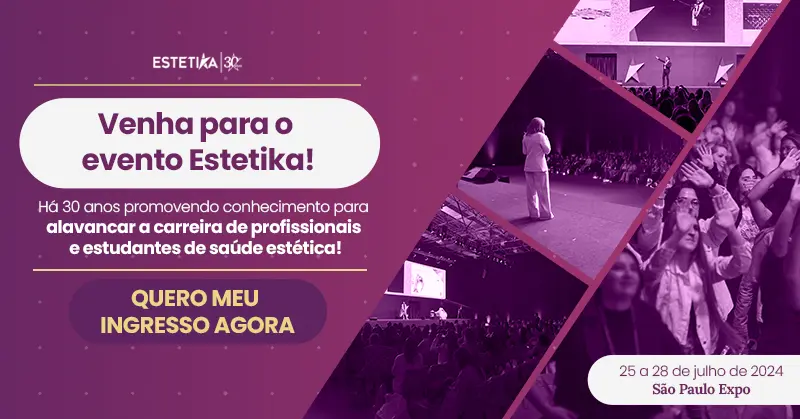 ESTETIKA 30
Venha para o
evento Estetika!
Há 30 anos promovendo conhecimento para
alavancar a carreira de profissionais
e estudantes de saúde estética!
QUERO MEU
INGRESSO AGORA
25 a 28 de julho de 2024
São Paulo Expo